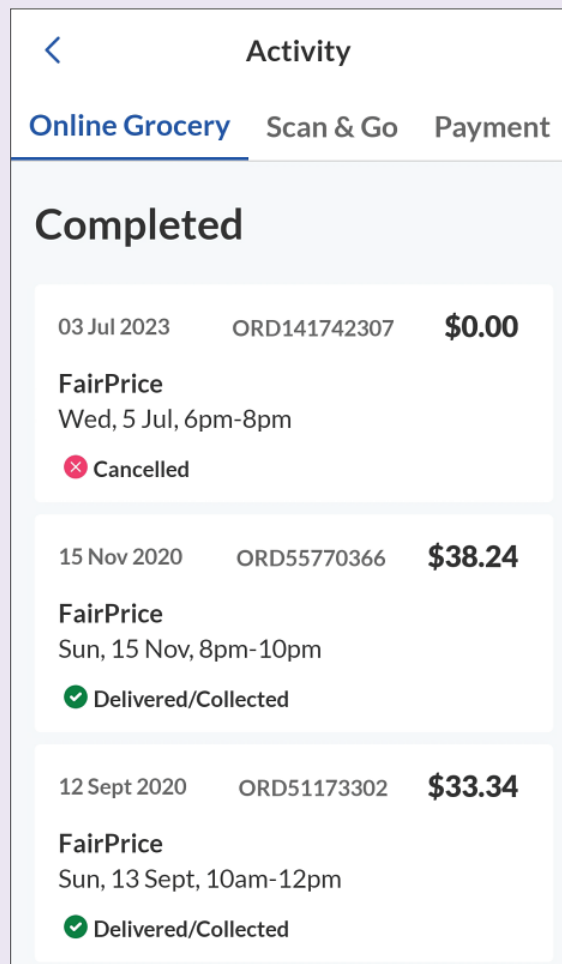 Activity
Online Grocery Scan & Go Payment
Completed
03 Jul 2023 ORD141742307 $0.00
FairPrice
Wed, 5 Jul, 6pm-8pm
Cancelled
15 Nov 2020 ORD55770366 $38.24
FairPrice
Sun, 15 Nov, 8pm-10pm
Delivered/Collected
12 Sept 2020 ORD51173302 $33.34
FairPrice
Sun, 13 Sept, 10am-12pm
Delivered/Collected